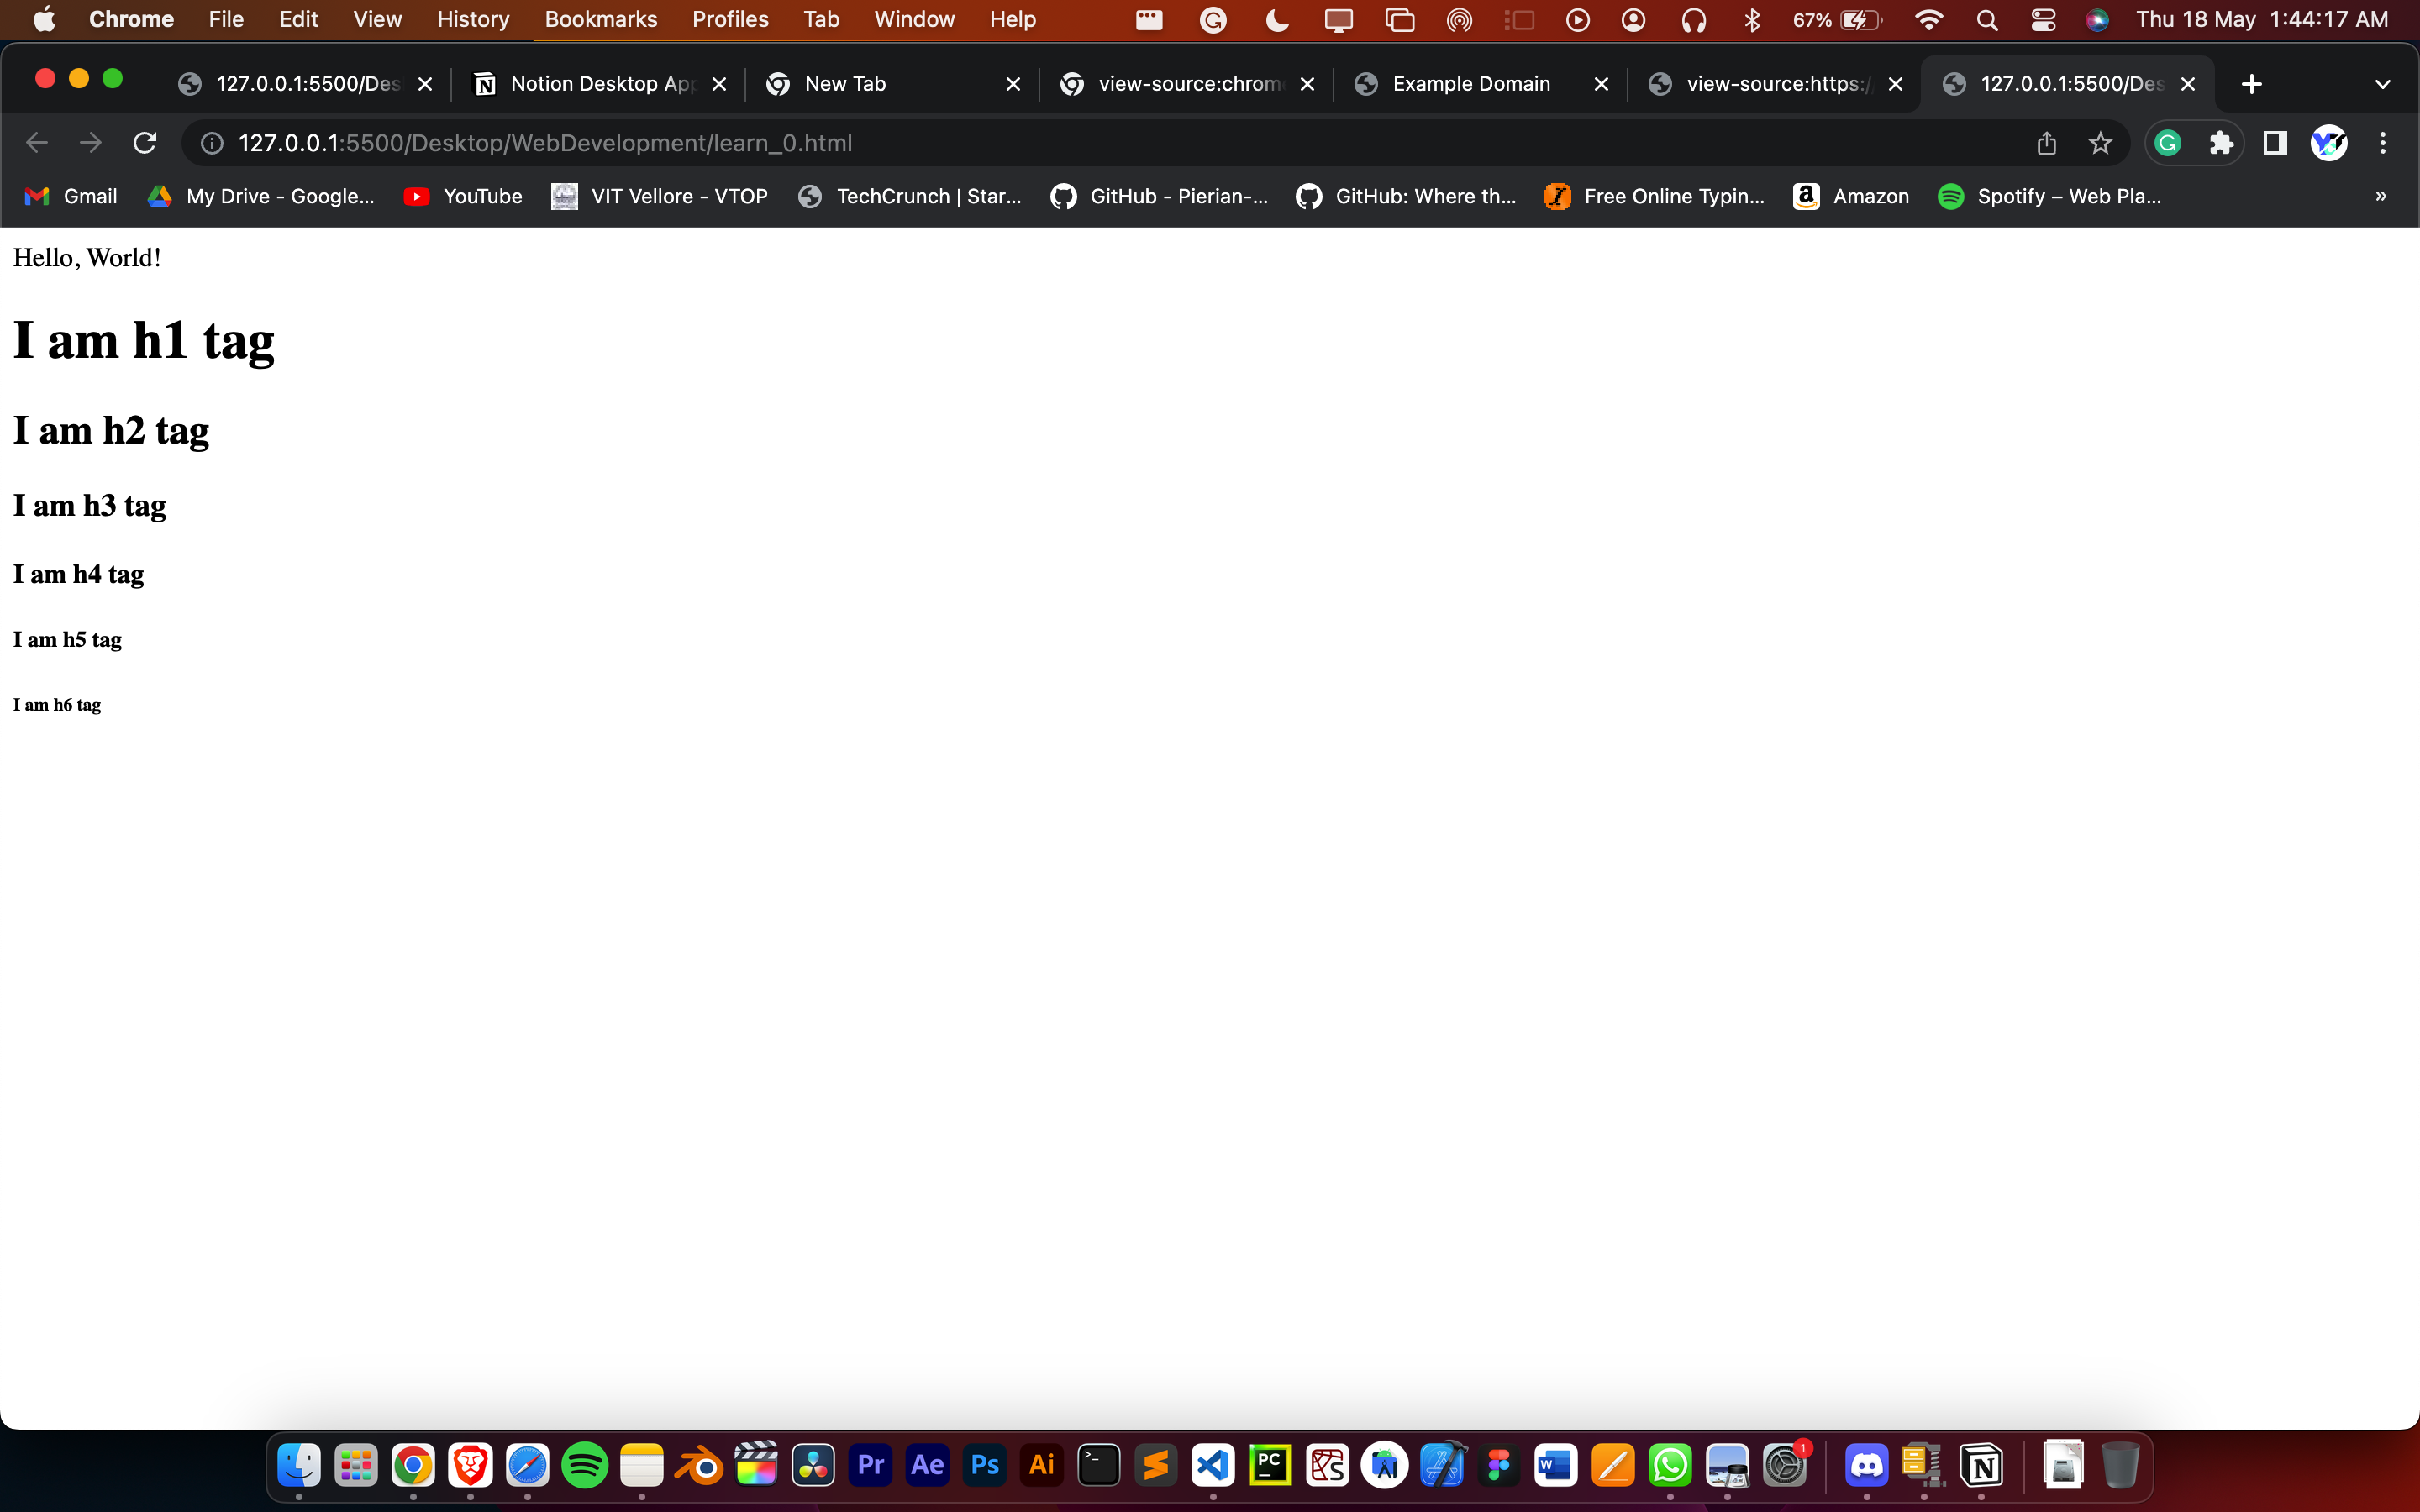 Chrome File Edit View History Bookmarks Profiles Tab Window Help 67% Thu 18 May 1:44:17 AM
127.0.0.1:5500/Des Notion Desktop App New Tab view-source:chrom Example Domain view-source:https:/ 127.0.0.1:5500/Des
127.0.0.1:5500/Desktop/WebDevelopment/learn_0.html
Gmail My Drive - Google... YouTube VIT Vellore - VTOP TechCrunch | Star... GitHub - Pierian-... GitHub: Where th... Free Online Typin... Amazon Spotify – Web Pla... »
Hello, World!
I am h1 tag
I am h2 tag
I am h3 tag
I am h4 tag
I am h5 tag
I am h6 tag
Pr Ae Ps Ai >_ PC W 1 N